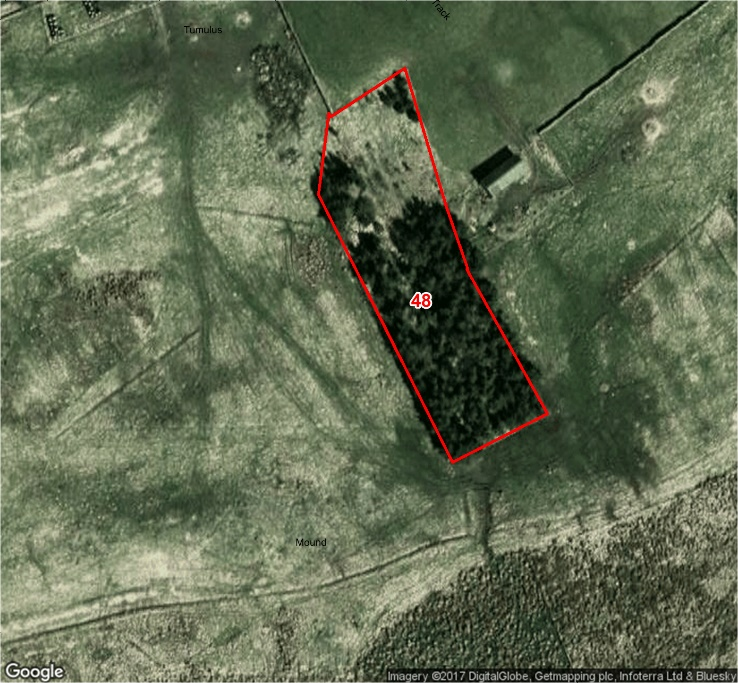 Track
Tumulus
48
Mound
Google
Imagery ©2017 DigitalGlobe, Getmapping plc, Infoterra Ltd & Bluesky